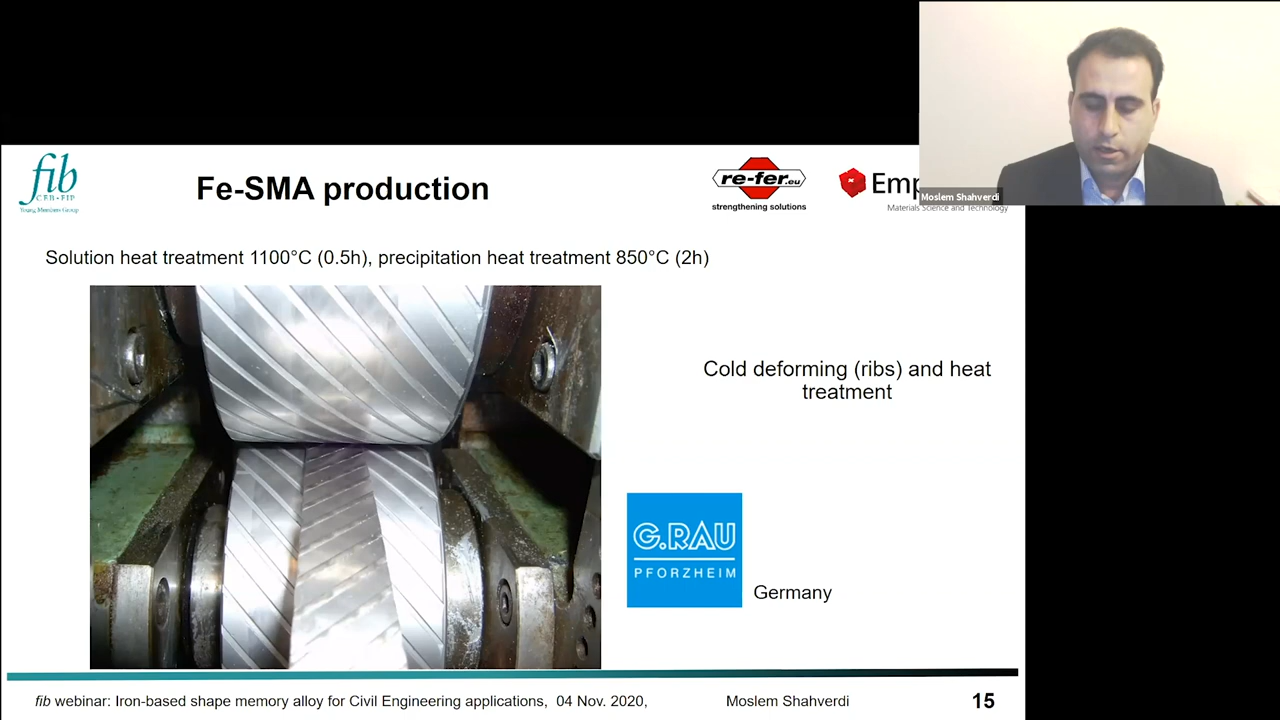 fib
CEB-FIP
Young Members Group
Fe-SMA production
re-fer.eu
strengthening solutions
Emp
Materials Science and Technology
Moslem Shahverdi
Solution heat treatment 1100°C (0.5h), precipitation heat treatment 850°C (2h)
Cold deforming (ribs) and heat
treatment
G.RAU
PFORZHEIM
Germany
fib webinar: Iron-based shape memory alloy for Civil Engineering applications, 04 Nov. 2020,
Moslem Shahverdi
15